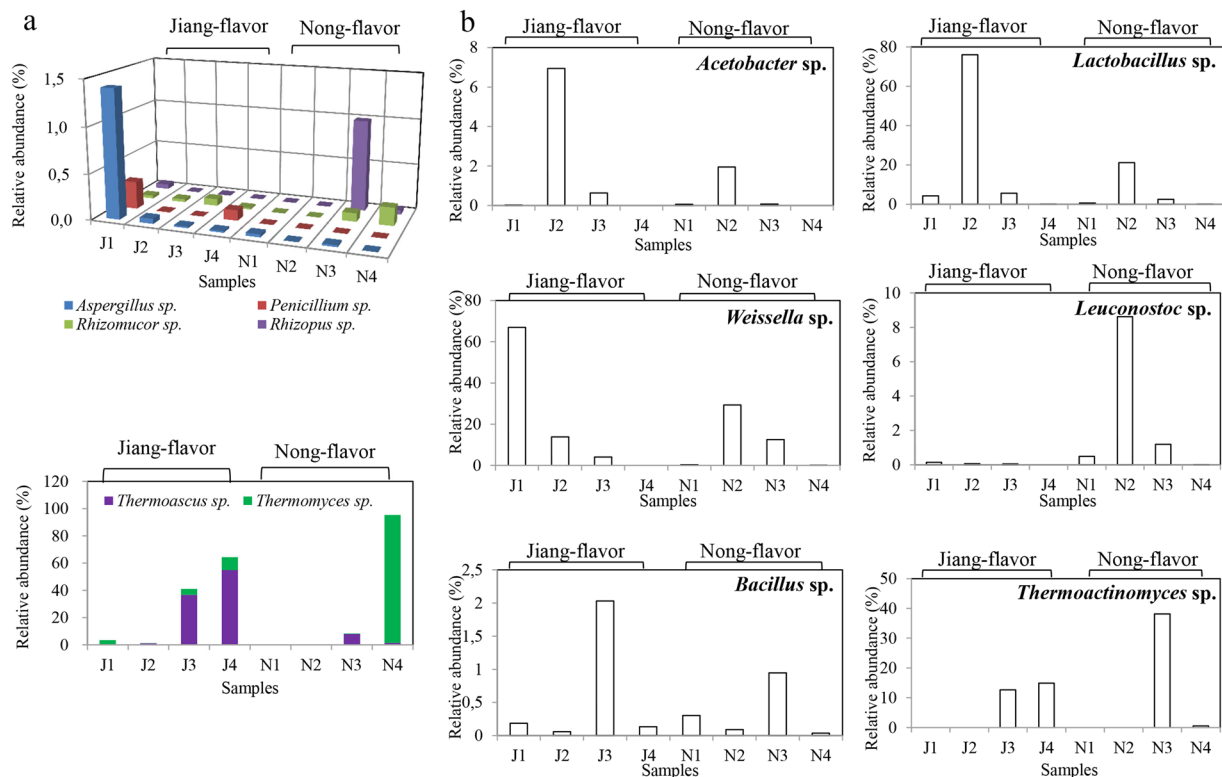 a
Jiang-flavor Nong-flavor
Relative abundance (%)
1,5
1,0
0,5
0,0
J1 J2 J3 J4 N1 N2 N3 N4
Samples
Aspergillus sp. Penicillium sp.
Rhizomucor sp. Rhizopus sp.
Jiang-flavor Nong-flavor
Relative abundance (%)
120
100
80
60
40
20
0
Thermoascus sp. Thermomyces sp.
J1 J2 J3 J4 N1 N2 N3 N4
Samples
b
Jiang-flavor Nong-flavor
Relative abundance (%)
8
6
4
2
0
Acetobacter sp.
J1 J2 J3 J4 N1 N2 N3 N4
Samples
Jiang-flavor Nong-flavor
Relative abundance (%)
80
60
40
20
0
Lactobacillus sp.
J1 J2 J3 J4 N1 N2 N3 N4
Samples
Jiang-flavor Nong-flavor
Relative abundance (%)
80
60
40
20
0
Weissella sp.
J1 J2 J3 J4 N1 N2 N3 N4
Samples
Jiang-flavor Nong-flavor
Relative abundance (%)
10
8
6
4
2
0
Leuconostoc sp.
J1 J2 J3 J4 N1 N2 N3 N4
Samples
Jiang-flavor Nong-flavor
Relative abundance (%)
2,5
2
1,5
1
0,5
0
Bacillus sp.
J1 J2 J3 J4 N1 N2 N3 N4
Samples
Jiang-flavor Nong-flavor
Relative abundance (%)
50
40
30
20
10
0
Thermoactinomyces sp.
J1 J2 J3 J4 N1 N2 N3 N4
Samples